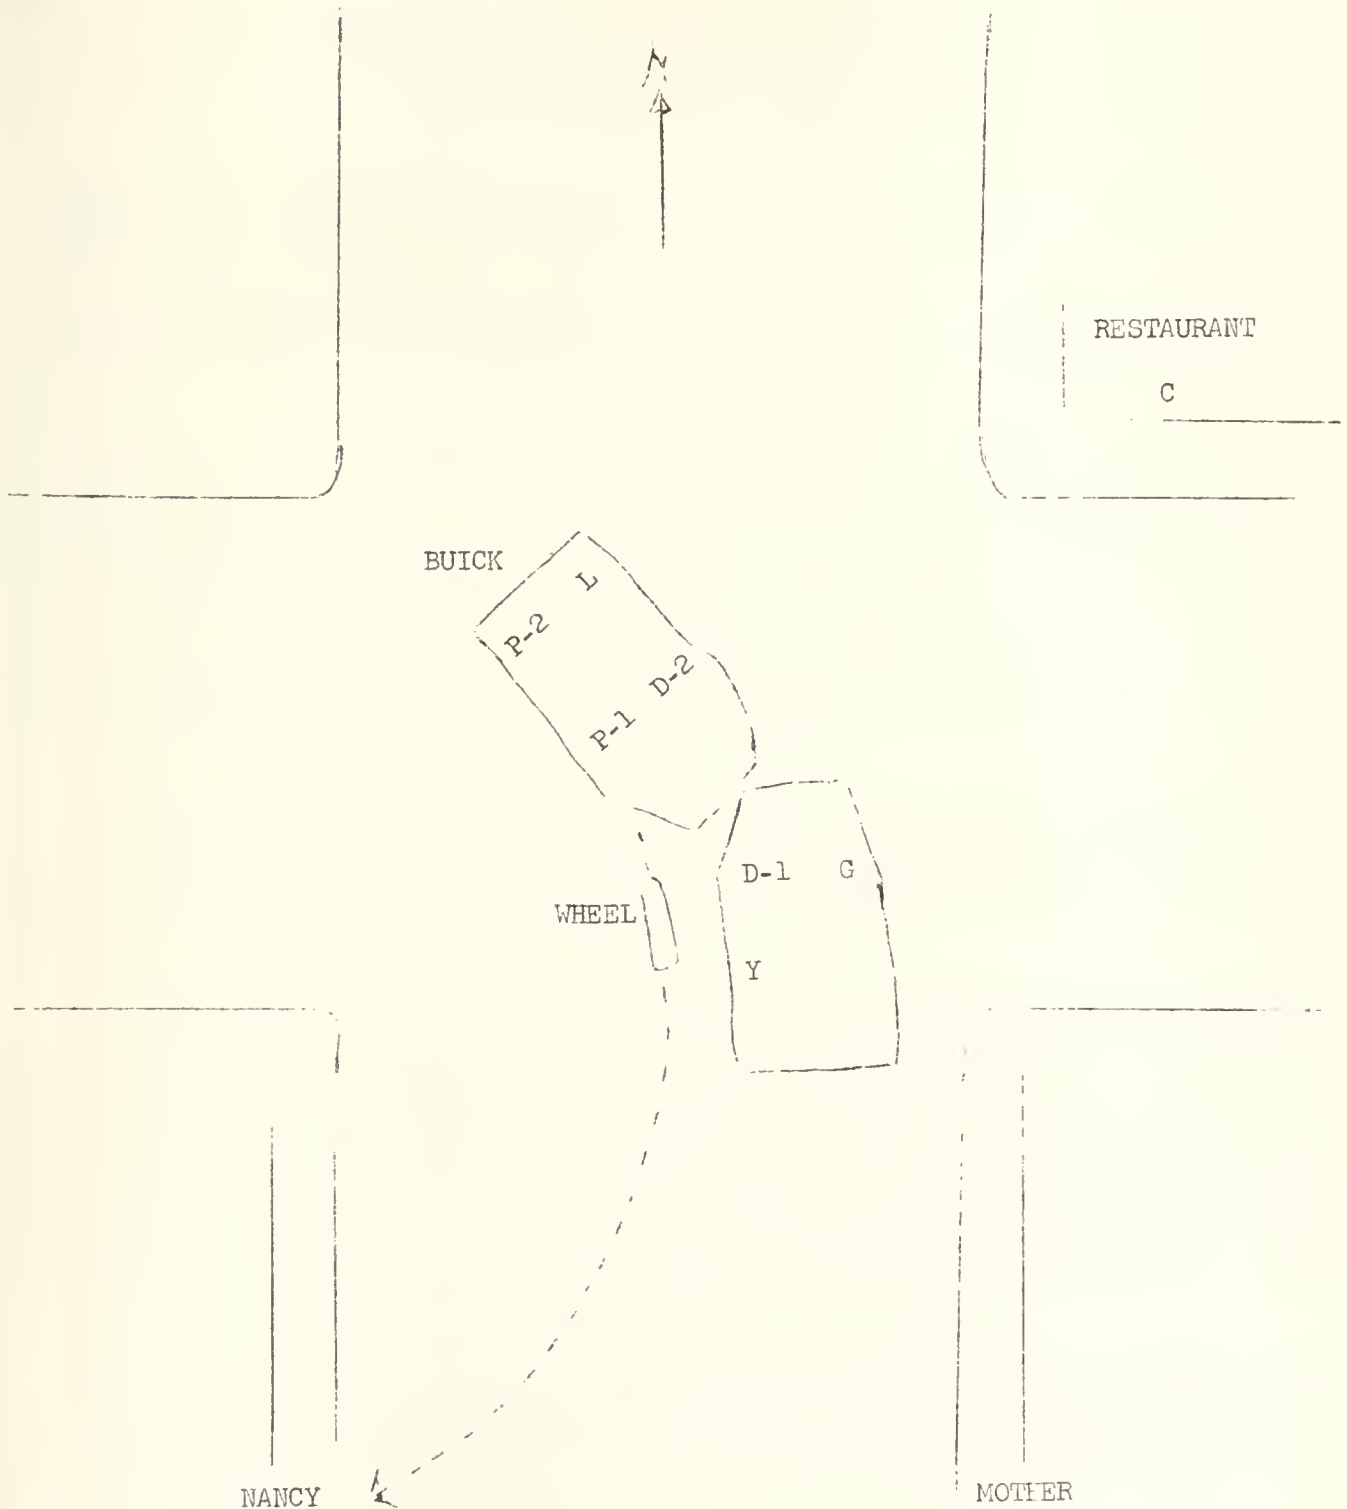 N
RESTAURANT
C
BUICK
L
P-2
D-2
P-1
D-1 G
WHEEL
Y
NANCY
MOTHER